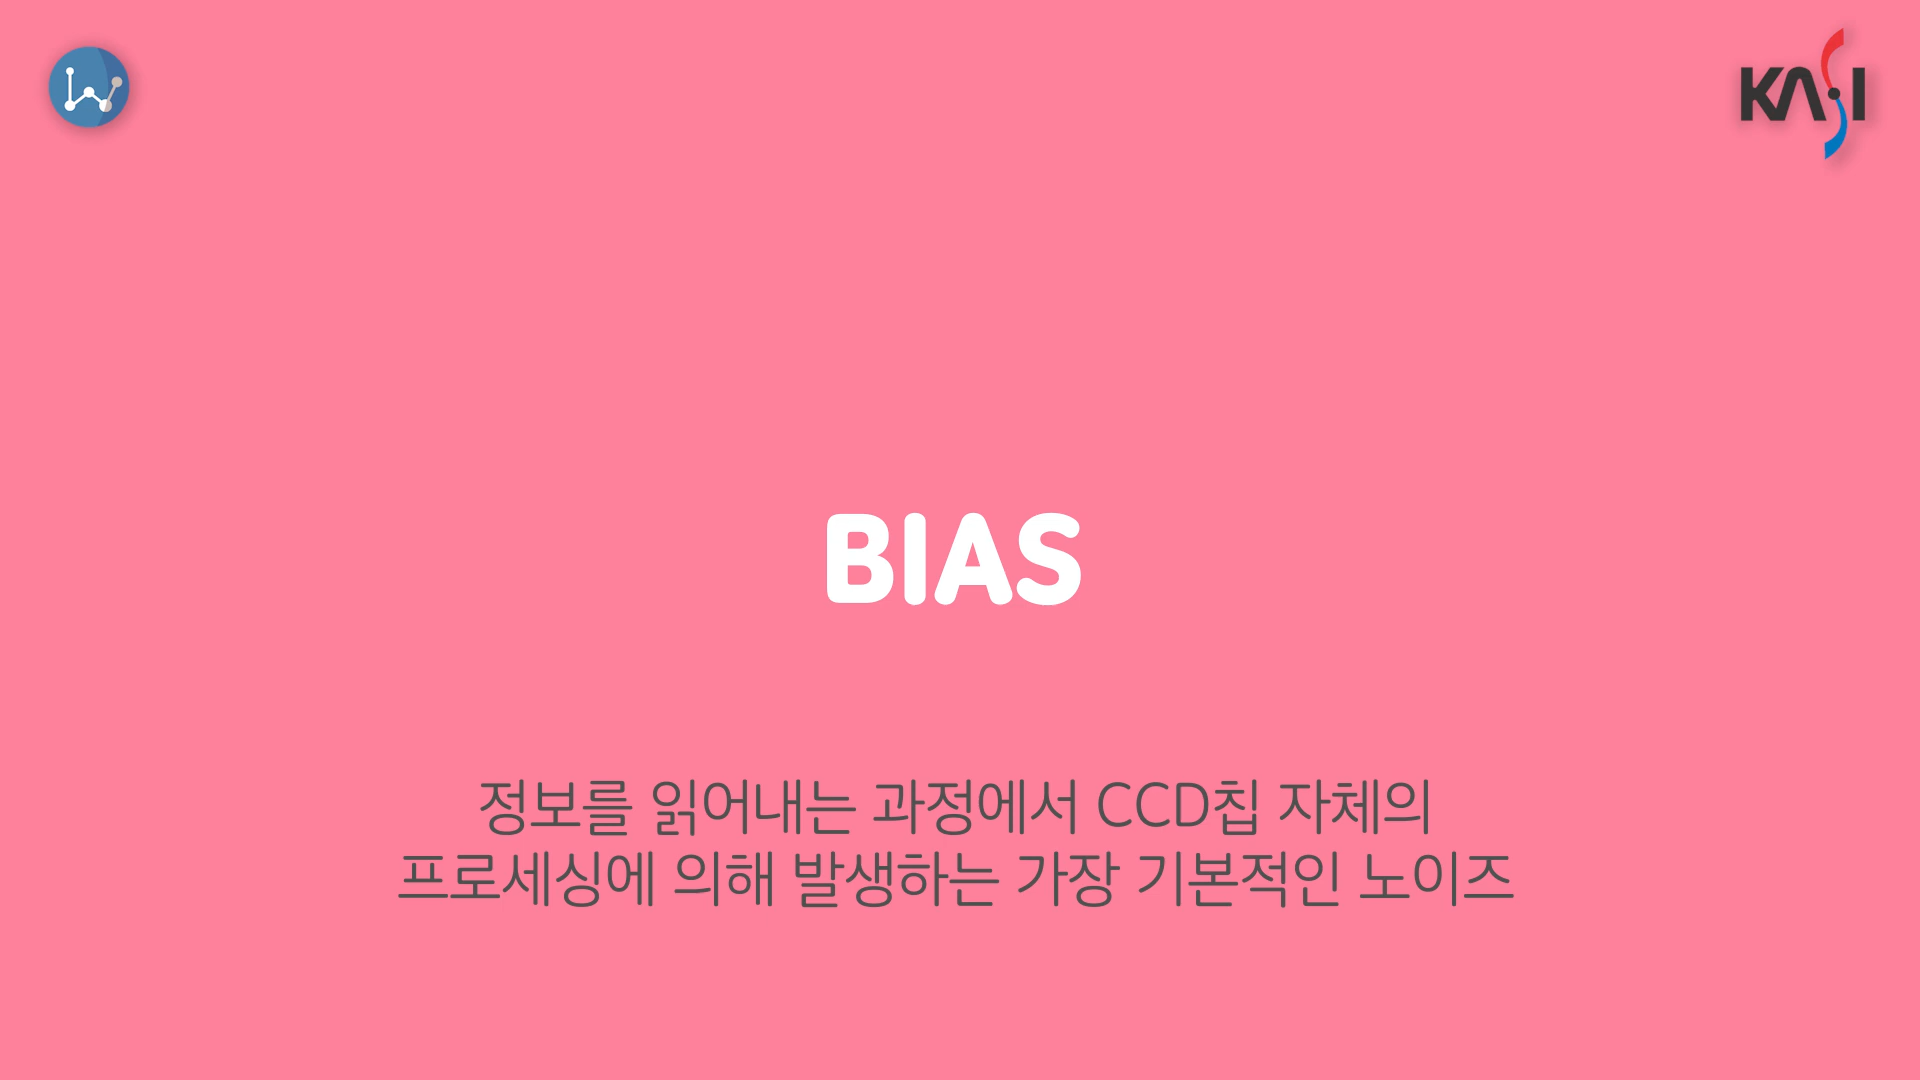 KASI
BIAS
정보를 읽어내는 과정에서 CCD칩 자체의
프로세싱에 의해 발생하는 가장 기본적인 노이즈